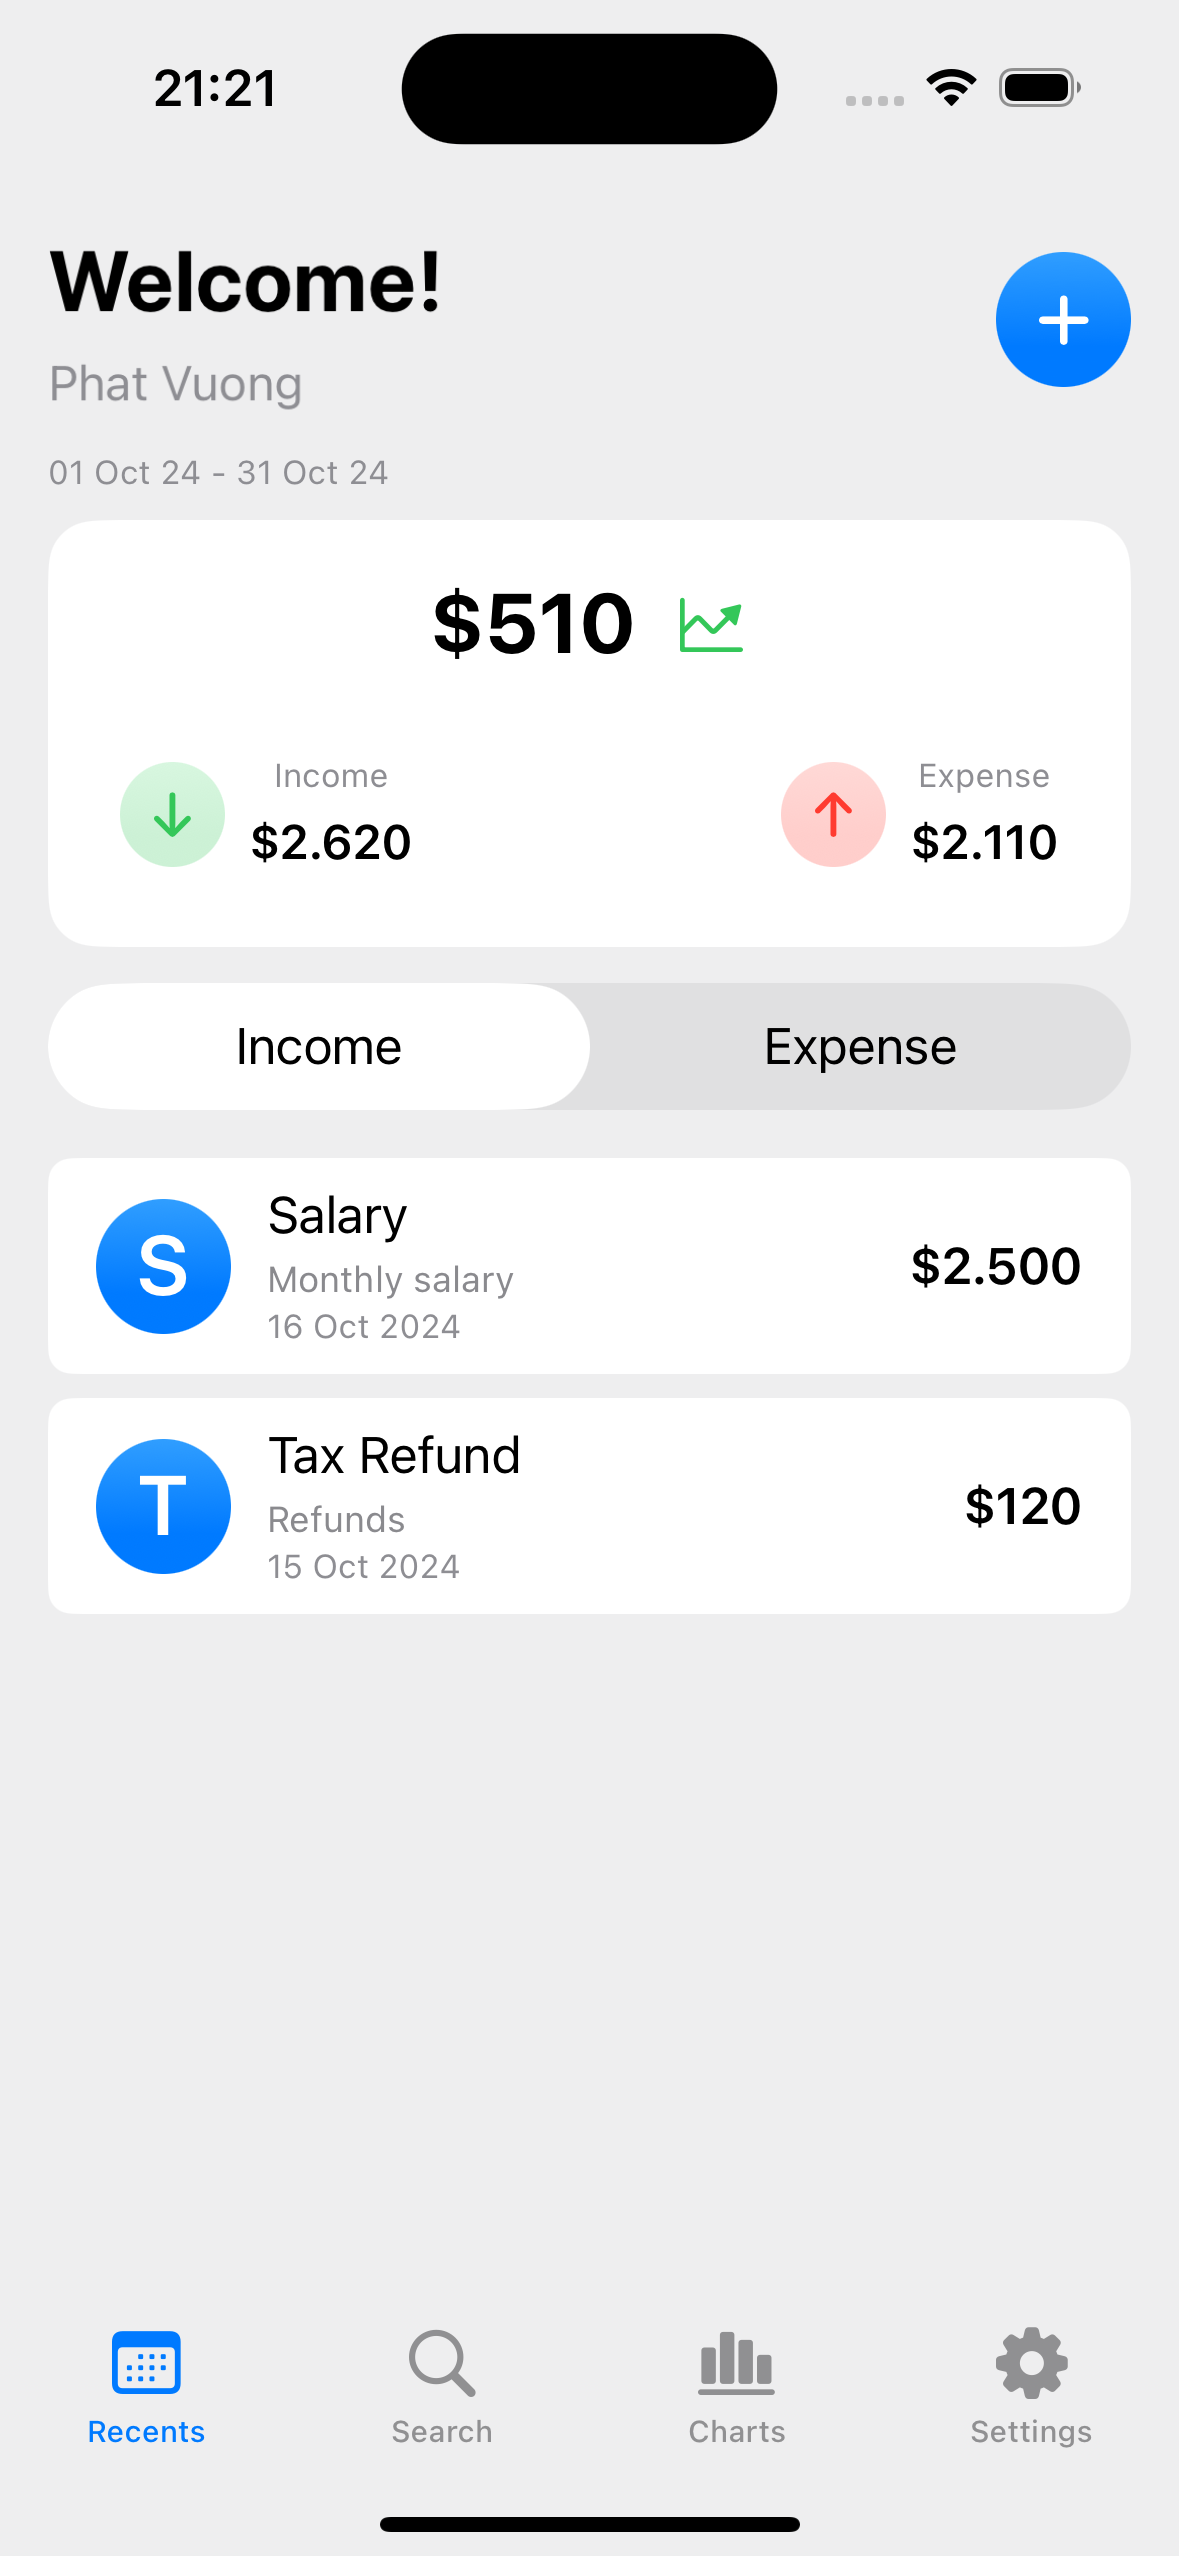 21:21
Welcome!
Phat Vuong
01 Oct 24 - 31 Oct 24
$510
Income
$2.620
Expense
$2.110
Income
Expense
S
Salary
Monthly salary
16 Oct 2024
$2.500
T
Tax Refund
Refunds
15 Oct 2024
$120
Recents
Search
Charts
Settings